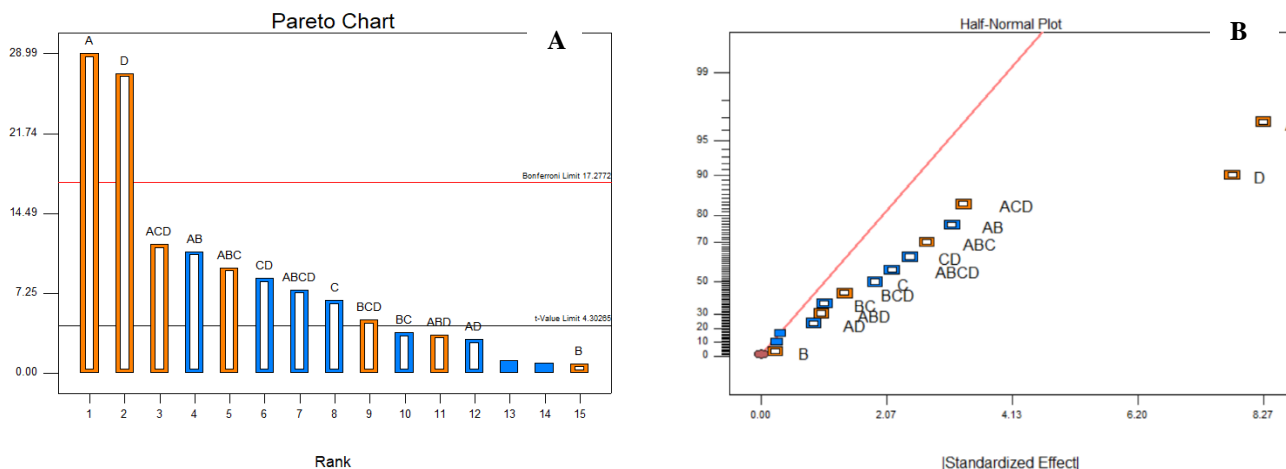 Pareto Chart
A
A
D
28.99
21.74
Bonferroni Limit 17.2772
14.49
ACD
AB
ABC
CD
ABCD
C
7.25
BCD
t-Value Limit 4.30265
BC
ABD
AD
B
0.00
1 2 3 4 5 6 7 8 9 10 11 12 13 14 15
Rank
Half-Normal Plot
B
99
95
90
D
80
ACD
AB
70
ABC
CD
ABCD
50
C
BCD
30
BC
ABD
20
AD
10
0
B
0.00 2.07 4.13 6.20 8.27
|Standardized Effect|